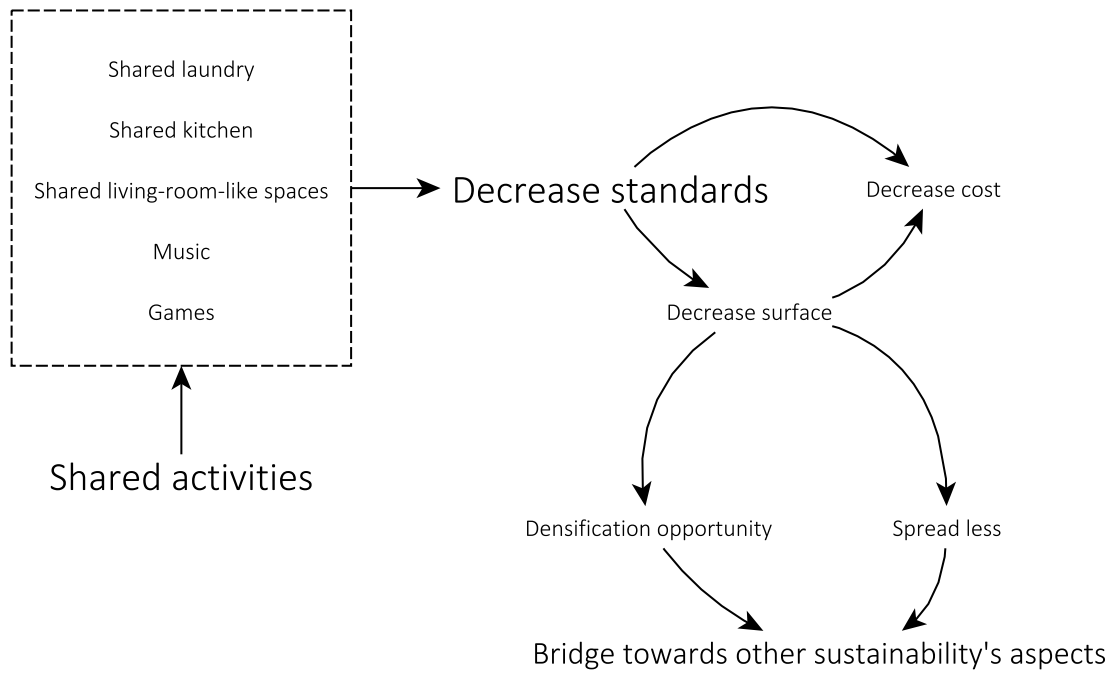 Shared laundry
Shared kitchen
Shared living-room-like spaces
Music
Games
Shared activities
Decrease standards
Decrease cost
Decrease surface
Densification opportunity
Spread less
Bridge towards other sustainability's aspects